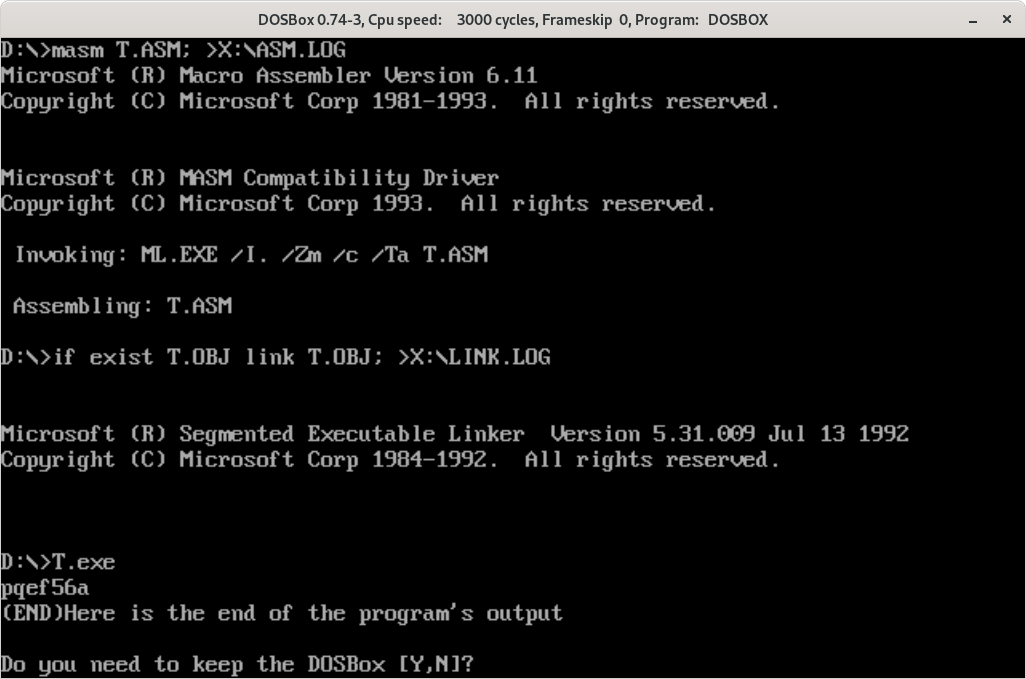 DOSBox 0.74-3, Cpu speed:    3000 cycles, Frameskip  0, Program:   DOSBOX
D:\>masm T.ASM; >X:\ASM.LOG
Microsoft (R) Macro Assembler Version 6.11
Copyright (C) Microsoft Corp 1981-1993.  All rights reserved.
Microsoft (R) MASM Compatibility Driver
Copyright (C) Microsoft Corp 1993.  All rights reserved.
 Invoking: ML.EXE /I. /Zm /c /Ta T.ASM
 Assembling: T.ASM
D:\>if exist T.OBJ link T.OBJ; >X:\LINK.LOG
Microsoft (R) Segmented Executable Linker  Version 5.31.009 Jul 13 1992
Copyright (C) Microsoft Corp 1984-1992.  All rights reserved.
D:\>T.exe
pqef56a
(END)Here is the end of the program's output
Do you need to keep the DOSBox [Y,N]?